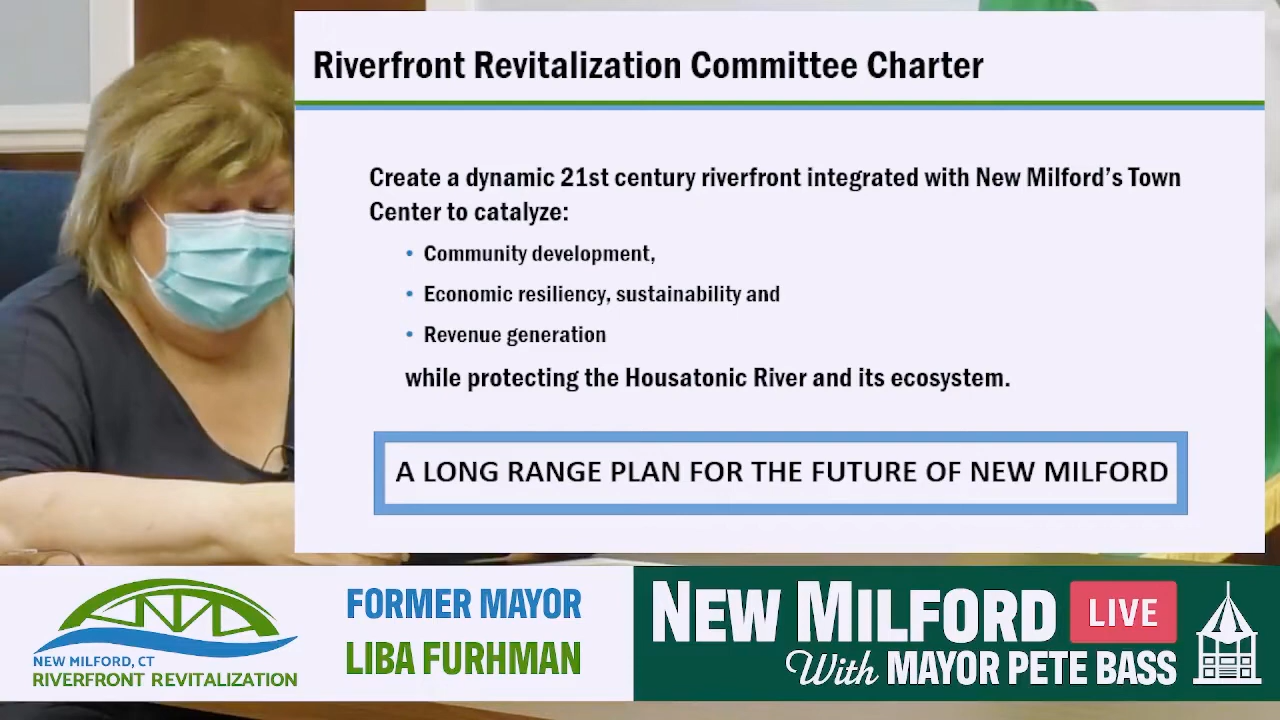 Riverfront Revitalization Committee Charter
Create a dynamic 21st century riverfront integrated with New Milford's Town
Center to catalyze:
• Community development,
• Economic resiliency, sustainability and
• Revenue generation
while protecting the Housatonic River and its ecosystem.
A LONG RANGE PLAN FOR THE FUTURE OF NEW MILFORD
NEW MILFORD, CT
RIVERFRONT REVITALIZATION
FORMER MAYOR
LIBA FURHMAN
NEW MILFORD LIVE
With MAYOR PETE BASS